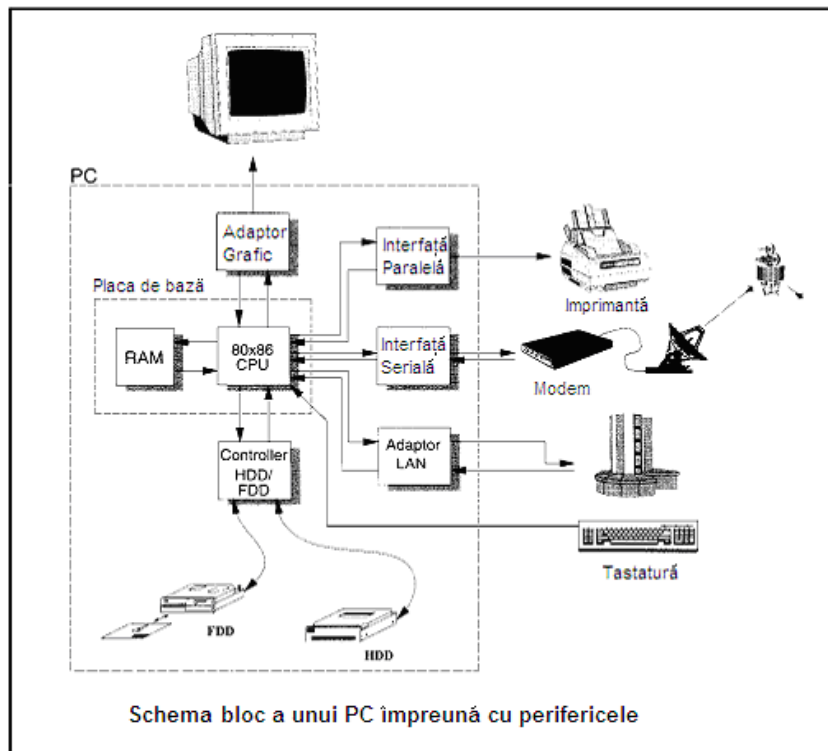 PC
Adaptor
Grafic
Interfață
Paralelă
Imprimantă
Placa de bază
RAM
80x86
CPU
Interfață
Serială
Modem
Controller
HDD/
FDD
Adaptor
LAN
Tastatură
FDD
HDD
Schema bloc a unui PC împreună cu perifericele